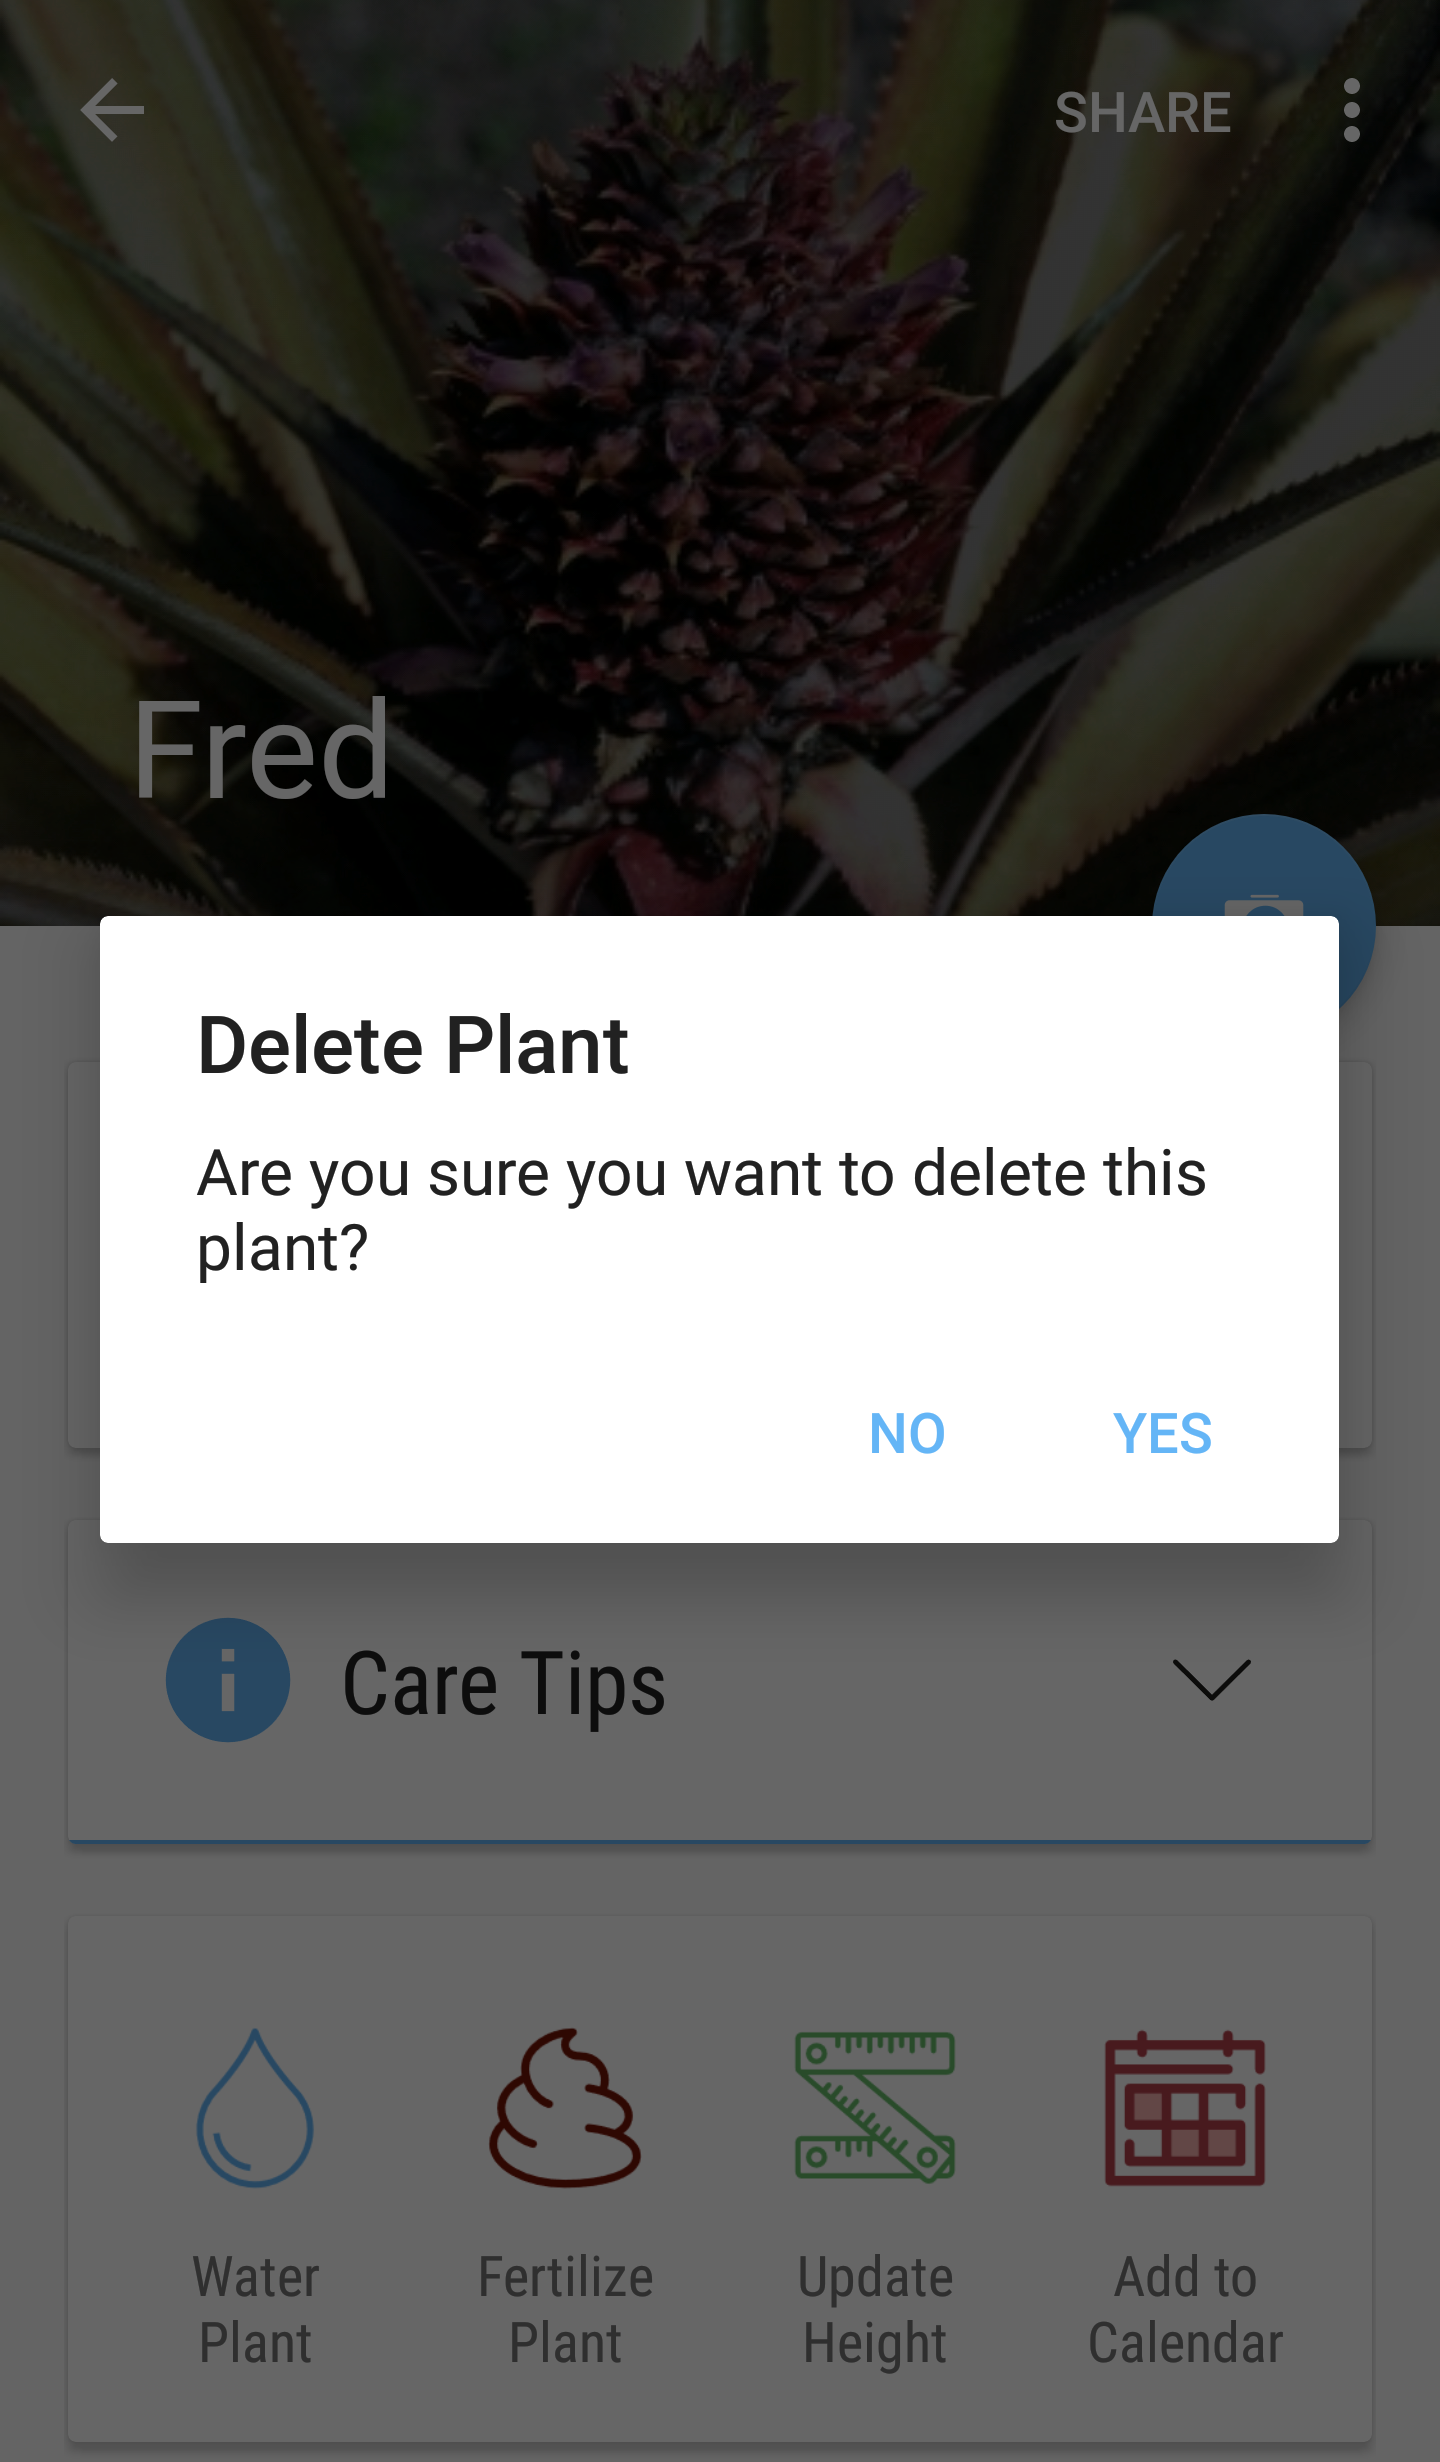 SHARE
Fred
Delete Plant
Are you sure you want to delete this
plant?
NO YES
Care Tips
Water
Plant
Fertilize
Plant
Update
Height
Add to
Calendar